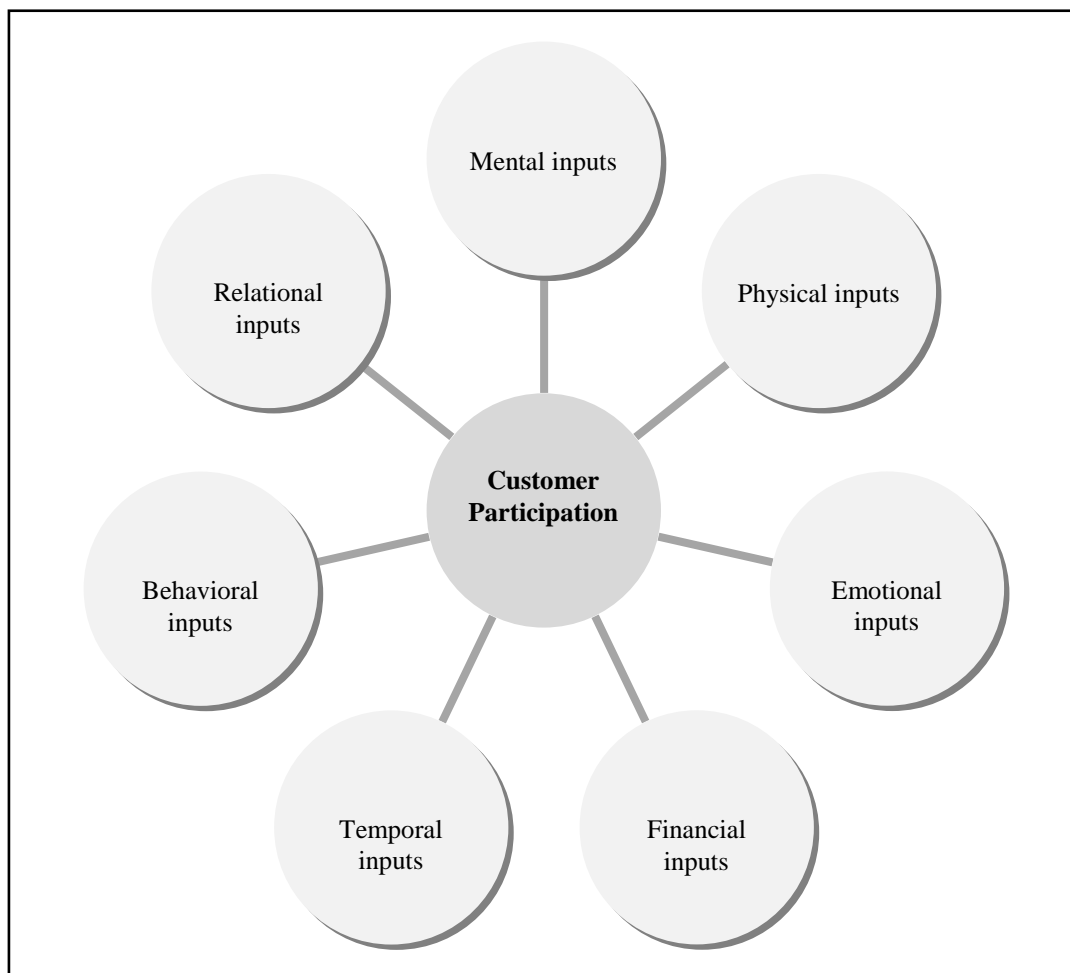 Mental inputs
Physical inputs
Relational
inputs
Customer
Participation
Emotional
inputs
Behavioral
inputs
Financial
inputs
Temporal
inputs